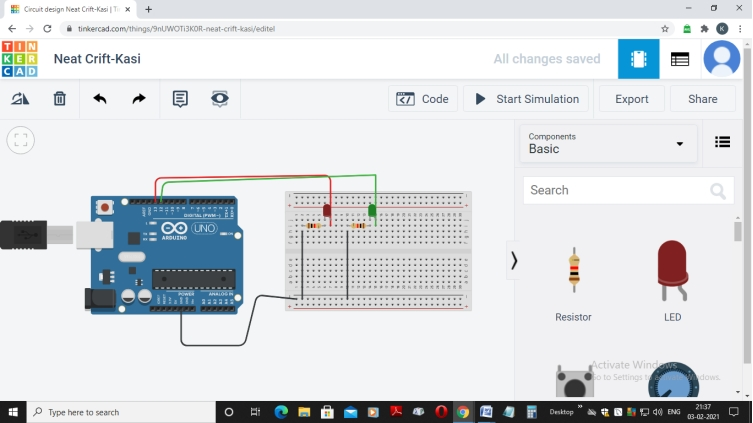 Circuit design Neat Crift-Kasi | Ti
tinkercad.com/things/9nUWOTi3K0R-neat-crift-kasi/editel
K
TIN
KER
CAD
Neat Crift-Kasi
All changes saved
Code
Start Simulation
Export
Share
Components
Basic
Search
DIGITAL (PWM~)
UNO
ARDUINO
POWER
ANALOG IN
Resistor
LED
Activate Windows
Go to Settings to
Type here to search
Desktop
ENG
21:37
03-02-2021